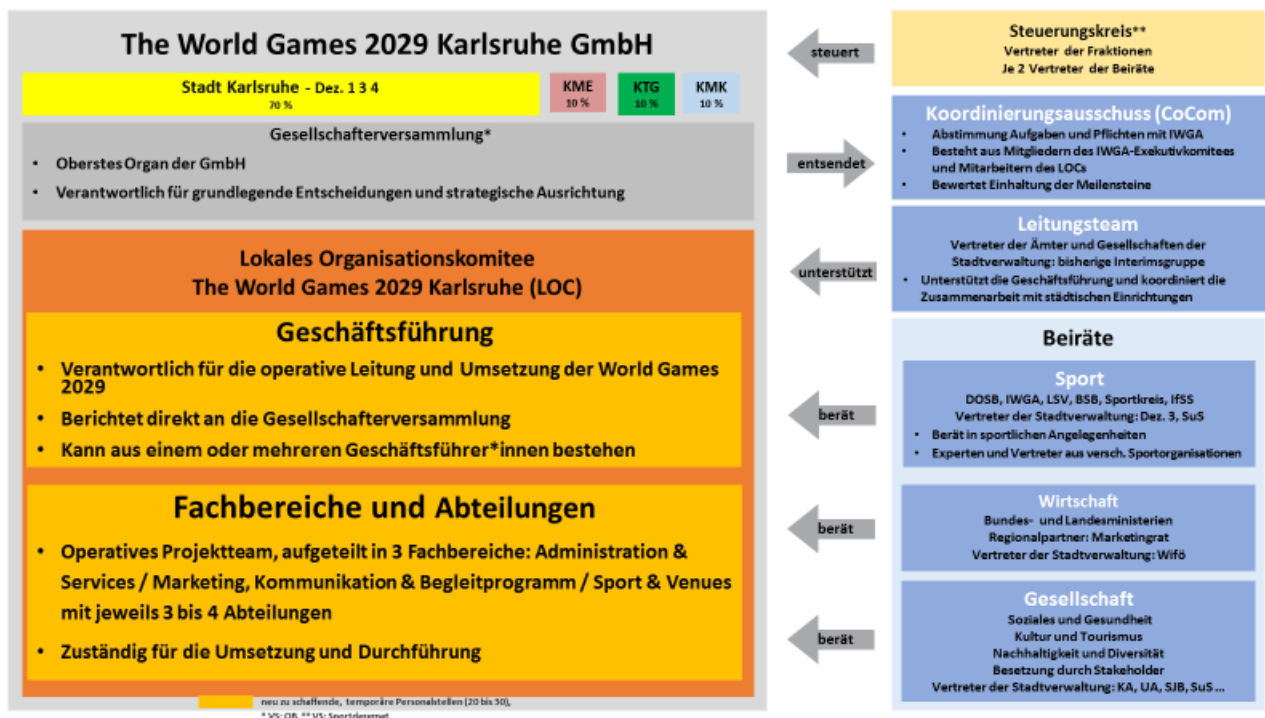 The World Games 2029 Karlsruhe GmbH
Stadt Karlsruhe - Dez. 1 3 4
70 %
KME
10 %
KTG
10 %
KMK
10 %
Gesellschafterversammlung*
• Oberstes Organ der GmbH
• Verantwortlich für grundlegende Entscheidungen und strategische Ausrichtung
Lokales Organisationskomitee
The World Games 2029 Karlsruhe (LOC)
Geschäftsführung
• Verantwortlich für die operative Leitung und Umsetzung der World Games
2029
• Berichtet direkt an die Gesellschafterversammlung
• Kann aus einem oder mehreren Geschäftsführer*innen bestehen
Fachbereiche und Abteilungen
• Operatives Projektteam, aufgeteilt in 3 Fachbereiche: Administration &
Services / Marketing, Kommunikation & Begleitprogramm / Sport & Venues
mit jeweils 3 bis 4 Abteilungen
• Zuständig für die Umsetzung und Durchführung
neu zu schaffende, temporäre Personalstellen (20 bis 30),
* VS: OB, ** VS: Sportdezernat
steuert
entsendet
unterstützt
berät
berät
berät
Steuerungskreis**
Vertreter der Fraktionen
Je 2 Vertreter der Beiräte
Koordinierungsausschuss (CoCom)
• Abstimmung Aufgaben und Pflichten mit IWGA
• Besteht aus Mitgliedern des IWGA-Exekutivkomitees
und Mitarbeitern des LOCs
• Bewertet Einhaltung der Meilensteine
Leitungsteam
Vertreter der Ämter und Gesellschaften der
Stadtverwaltung: bisherige Interimsgruppe
• Unterstützt die Geschäftsführung und koordiniert die
Zusammenarbeit mit städtischen Einrichtungen
Beiräte
Sport
DOSB, IWGA, LSV, BSB, Sportkreis, IfSS
Vertreter der Stadtverwaltung: Dez. 3, SuS
• Berät in sportlichen Angelegenheiten
• Experten und Vertreter aus versch. Sportorganisationen
Wirtschaft
Bundes- und Landesministerien
Regionalpartner: Marketingrat
Vertreter der Stadtverwaltung: Wifö
Gesellschaft
Soziales und Gesundheit
Kultur und Tourismus
Nachhaltigkeit und Diversität
Besetzung durch Stakeholder
Vertreter der Stadtverwaltung: KA, UA, SJB, SuS ...